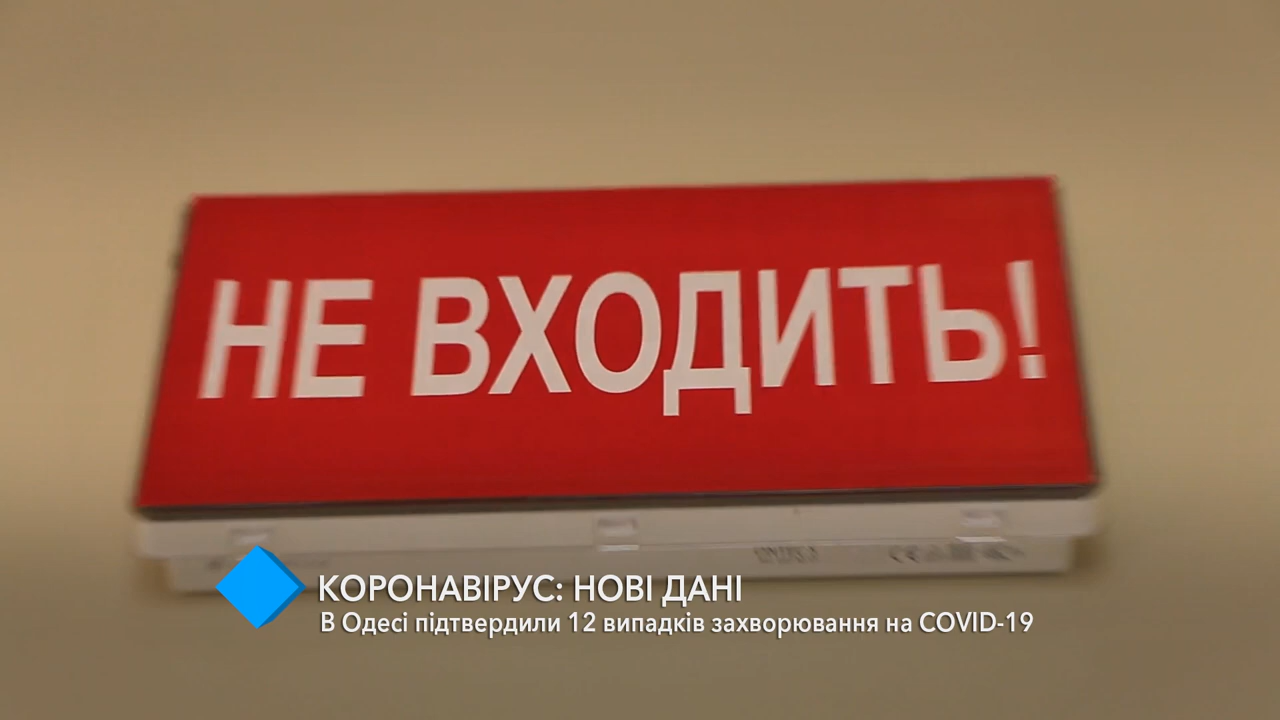 НЕ ВХОДИТЬ!
КОРОНАВІРУС: НОВІ ДАНІ
В Одесі підтвердили 12 випадків захворювання на COVID-19